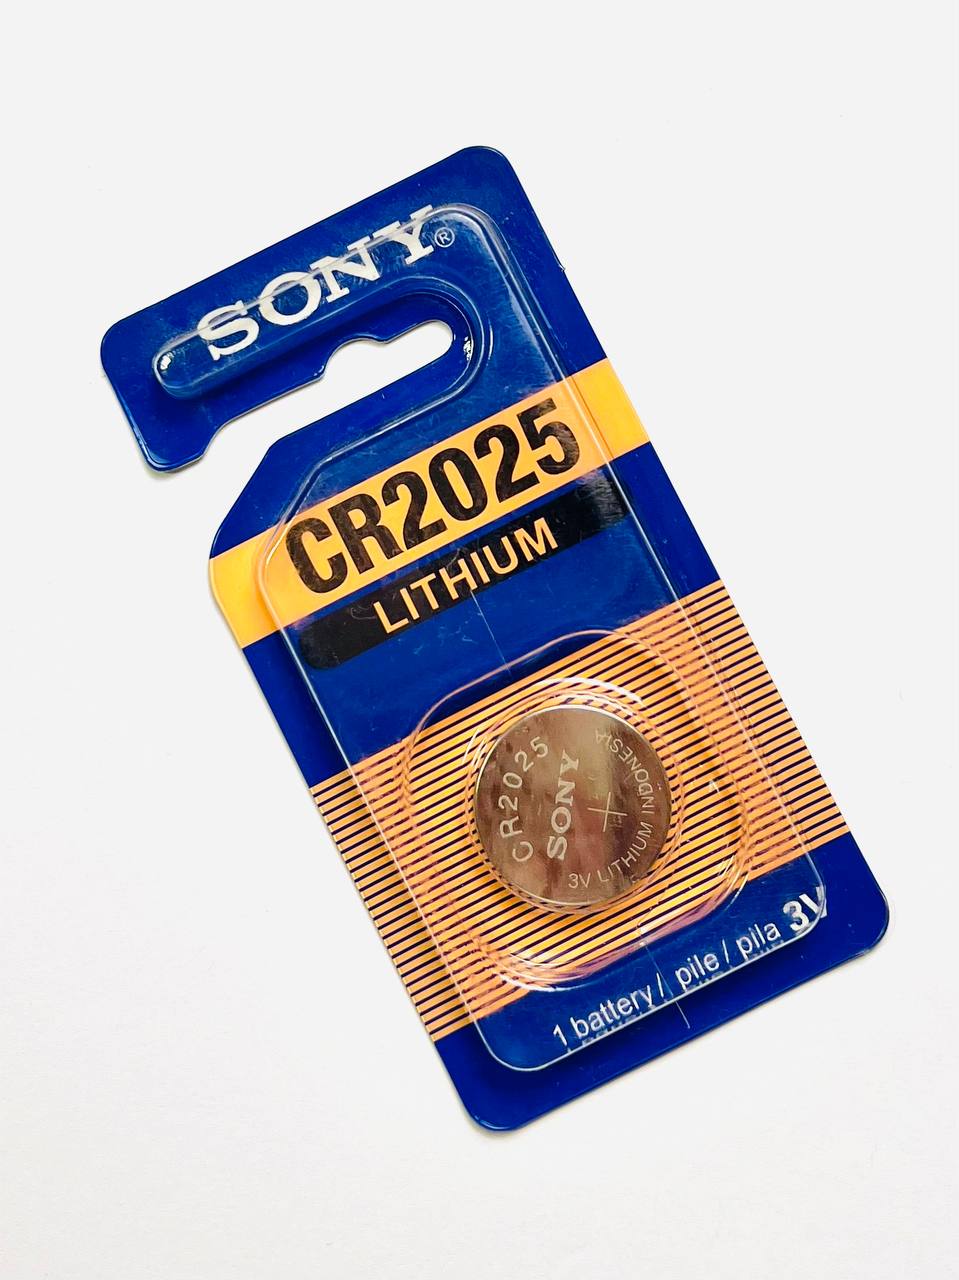 SONY®
CR2025
LITHIUM
CR2025
SONY
+
3V LITHIUM INDONESIA
1 battery / pile / pila 3V